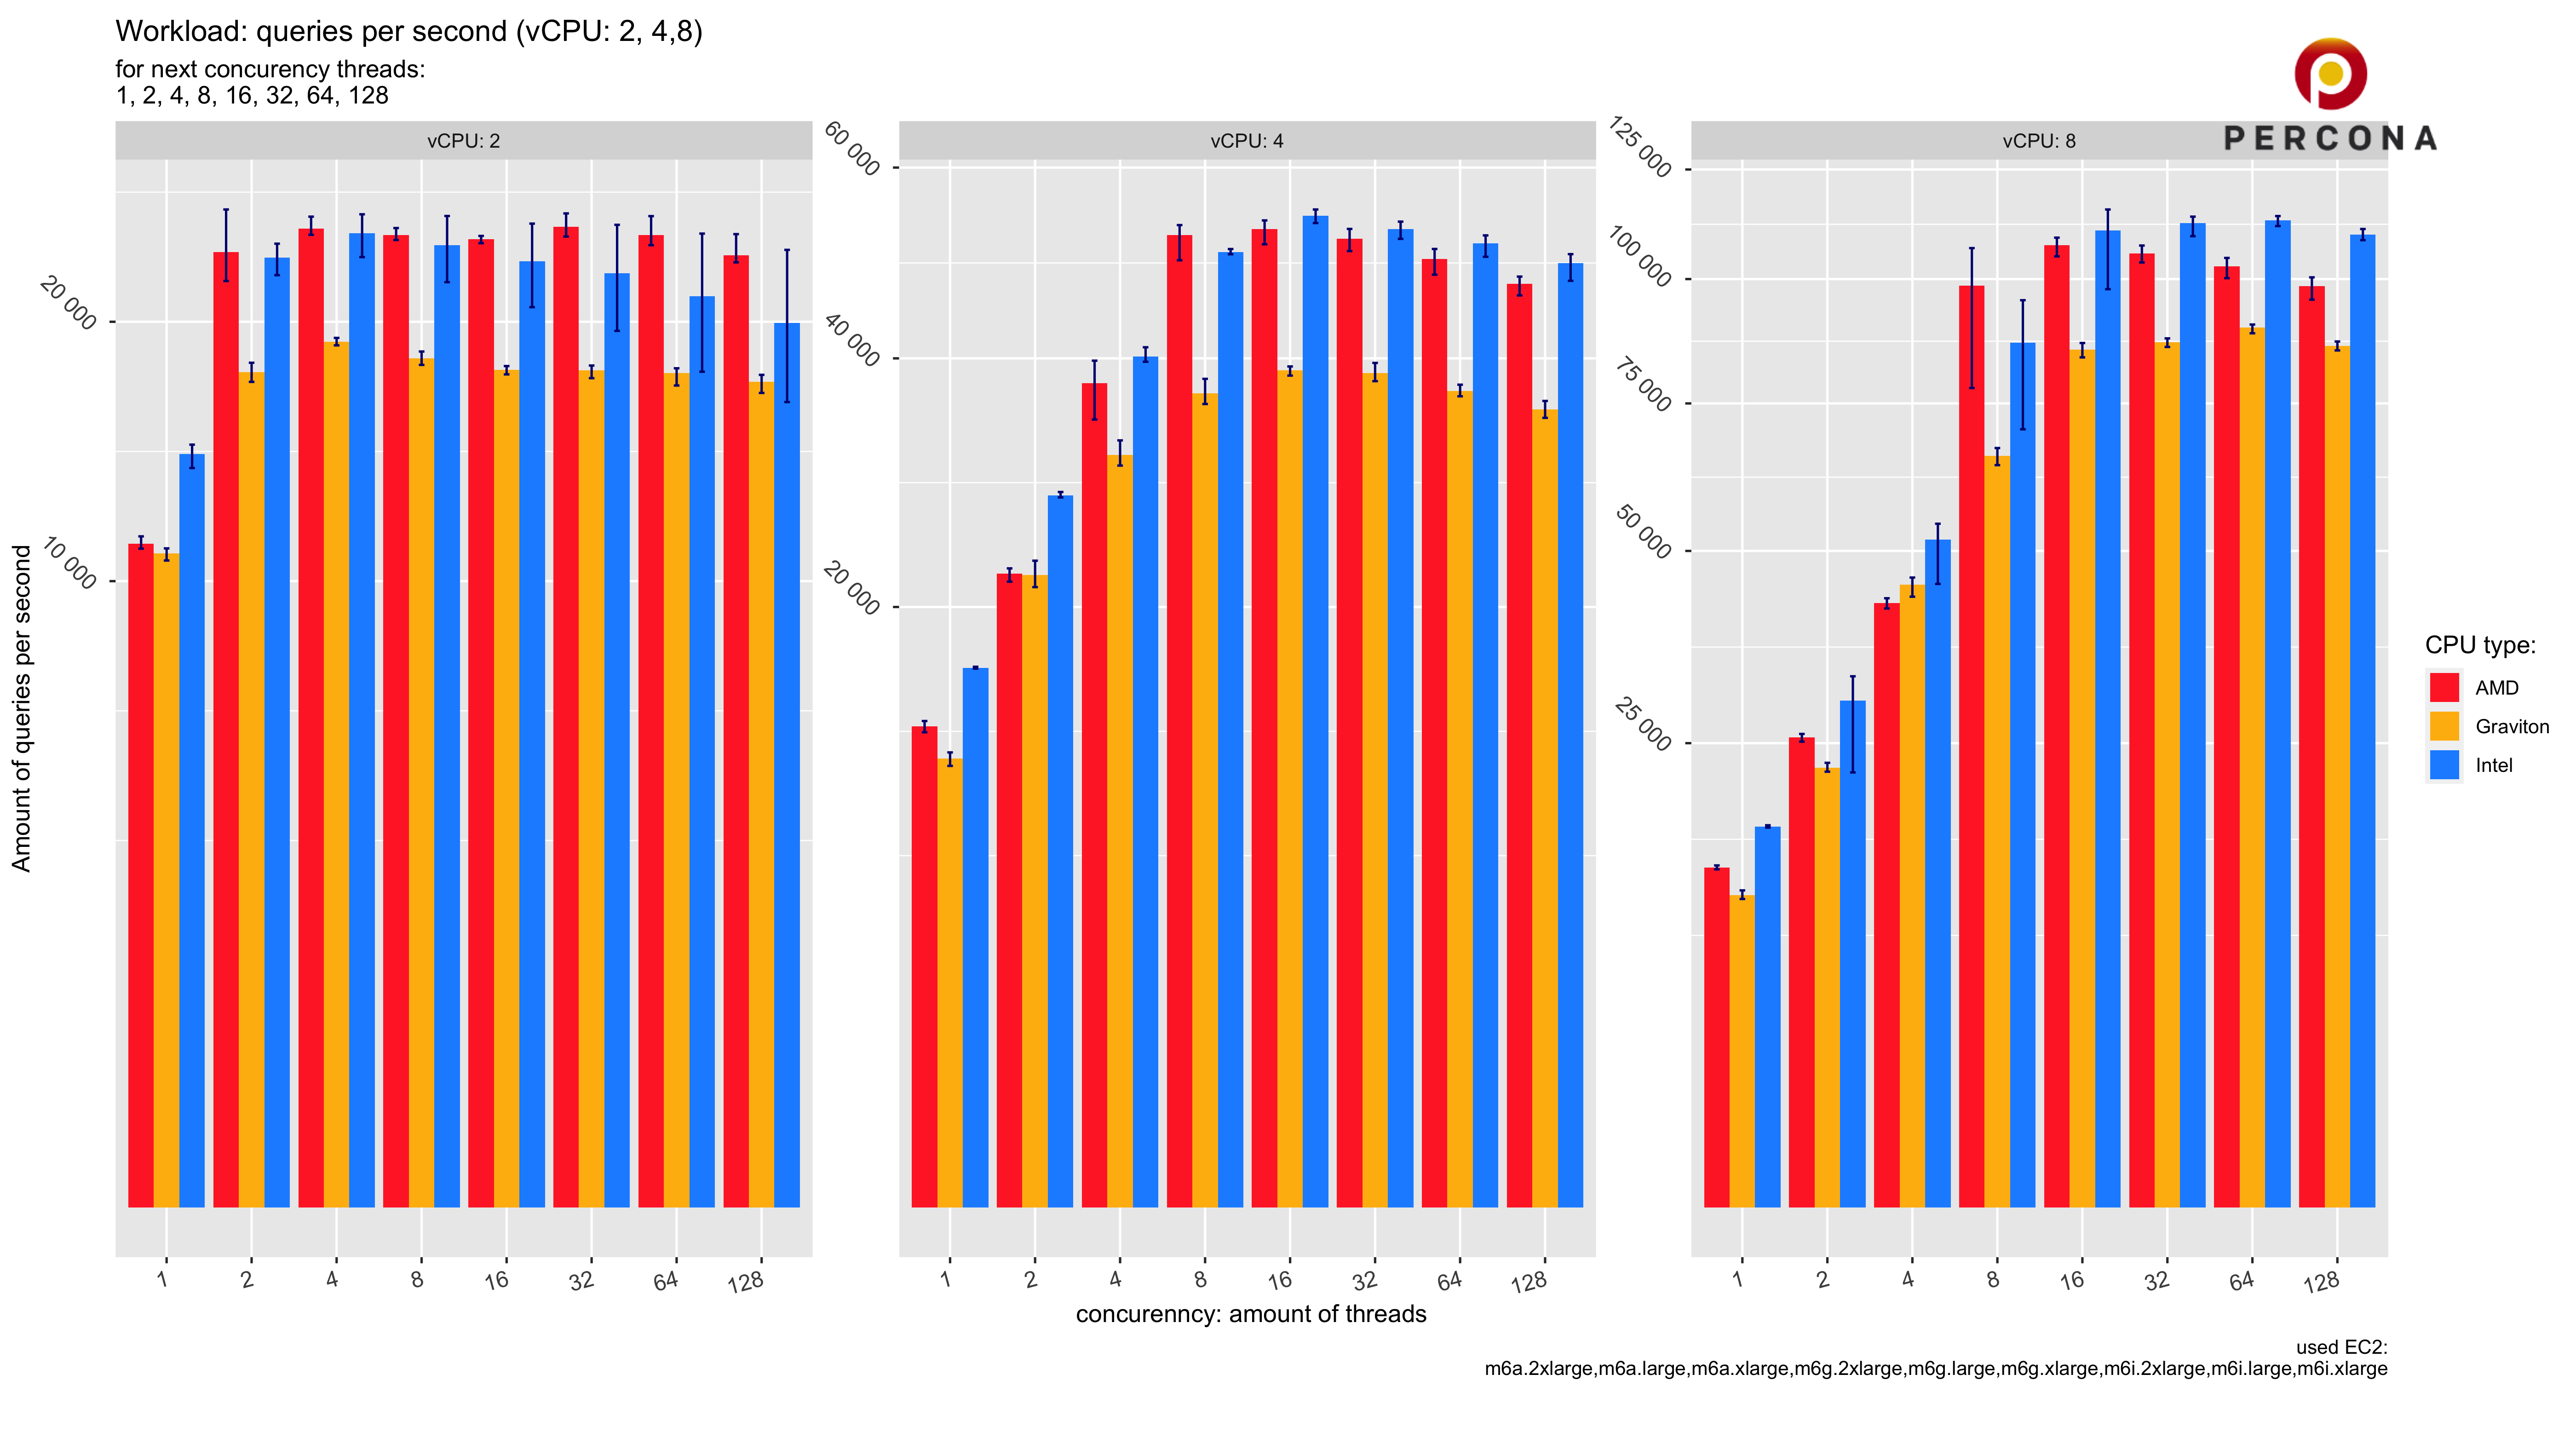 Workload: queries per second (vCPU: 2, 4,8)
for next concurency threads:
1, 2, 4, 8, 16, 32, 64, 128
PERCONA
vCPU: 2
vCPU: 4
vCPU: 8
Amount of queries per second
20 000
10 000
60 000
40 000
20 000
125 000
100 000
75 000
50 000
25 000
1 2 4 8 16 32 64 128
1 2 4 8 16 32 64 128
1 2 4 8 16 32 64 128
concurenncy: amount of threads
CPU type:
AMD
Graviton
Intel
used EC2:
m6a.2xlarge,m6a.large,m6a.xlarge,m6g.2xlarge,m6g.large,m6g.xlarge,m6i.2xlarge,m6i.large,m6i.xlarge